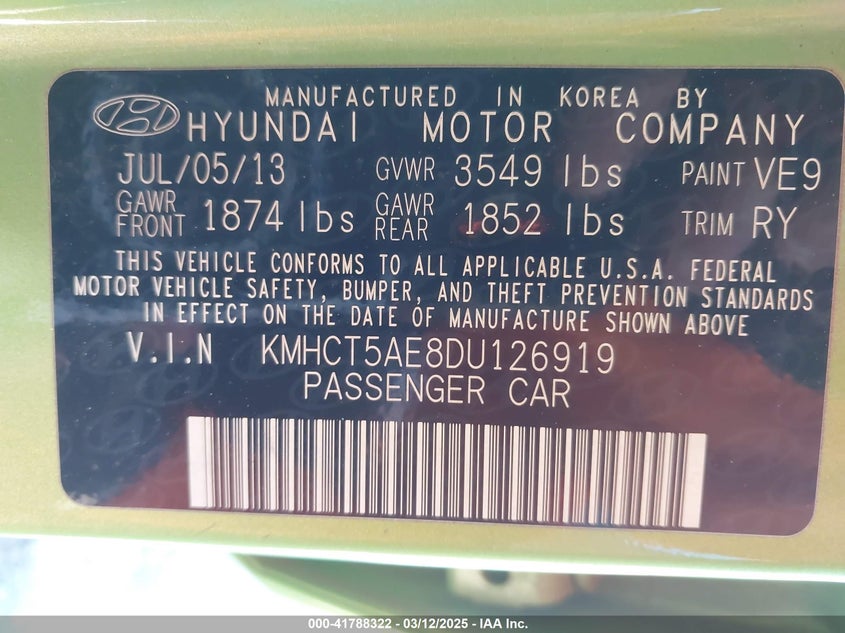 MANUFACTURED IN KOREA BY
HYUNDAI MOTOR COMPANY
JUL/05/13 GVWR 3549 lbs PAINT VE9
GAWR FRONT 1874 lbs GAWR REAR 1852 lbs TRIM RY
THIS VEHICLE CONFORMS TO ALL APPLICABLE U.S.A. FEDERAL
MOTOR VEHICLE SAFETY, BUMPER, AND THEFT PREVENTION STANDARDS
IN EFFECT ON THE DATE OF MANUFACTURE SHOWN ABOVE
V.I.N KMHCT5AE8DU126919
PASSENGER CAR
000-41788322 - 03/12/2025 - IAA Inc.